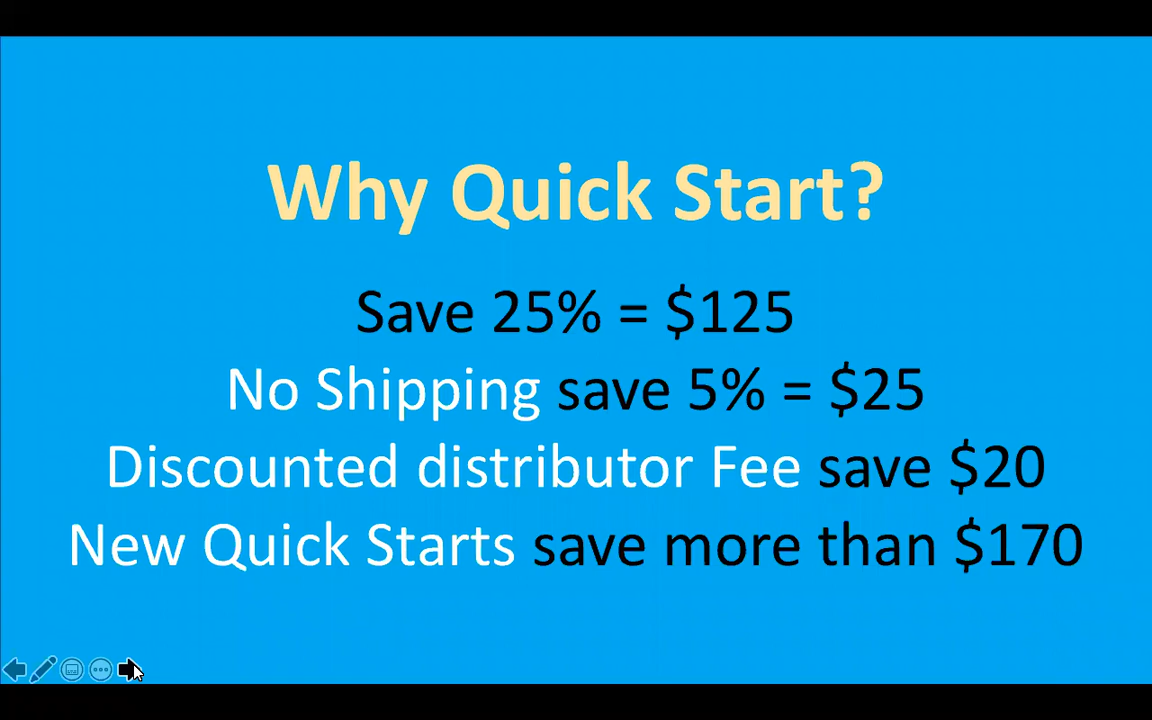 Why Quick Start?
Save 25% = $125
No Shipping save 5% = $25
Discounted distributor Fee save $20
New Quick Starts save more than $170